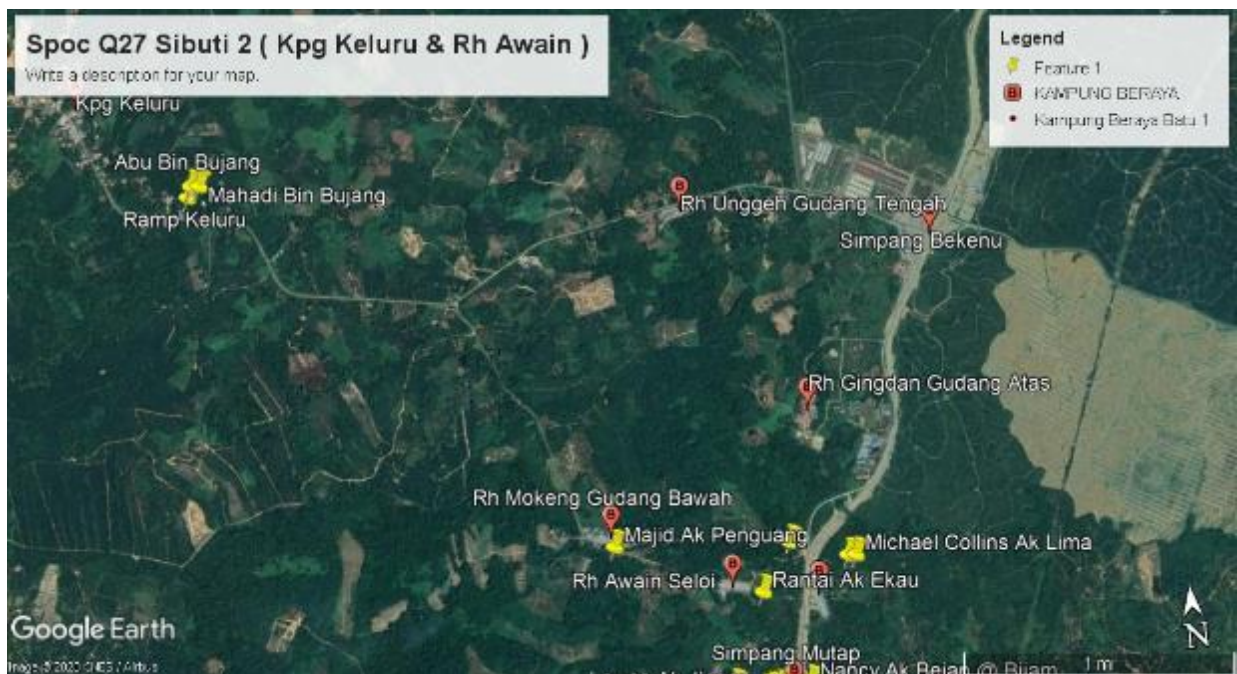 Spoc Q27 Sibuti 2 ( Kpg Keluru & Rh Awain )
Write a description for your map.
Legend
Feature 1
B KAMPUNG BERAYA
Kampung Beraya Batu 1
Kpg Keluru
Abu Bin Bujang
Mahadi Bin Bujang
Ramp Keluru
B
Rh Unggeh Gudang Tengah
Simpang Bekenu
Rh Gingdan Gudang Atas
Rh Mokeng Gudang Bawah
B
Majid Ak Penguang
Michael Collins Ak Lima
B
B
Rh Awain Seloi
Rantai Ak Ekau
Google Earth
N
Simpang Mutap
B
Nancy Ak Bejan @ Bijam
1 mi